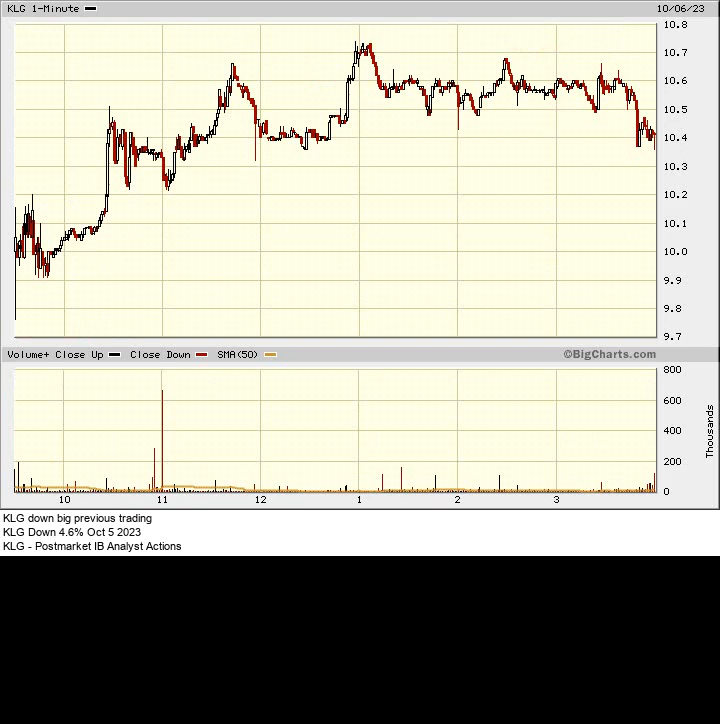 KLG 1-Minute 10/06/23
10.8
10.7
10.6
10.5
10.4
10.3
10.2
10.1
10.0
9.9
9.8
9.7
Volume+ Close Up Close Down SMA(50) ©BigCharts.com
800
600
400
200
0
Thousands
10 11 12 1 2 3
KLG down big previous trading
KLG Down 4.6% Oct 5 2023
KLG - Postmarket IB Analyst Actions